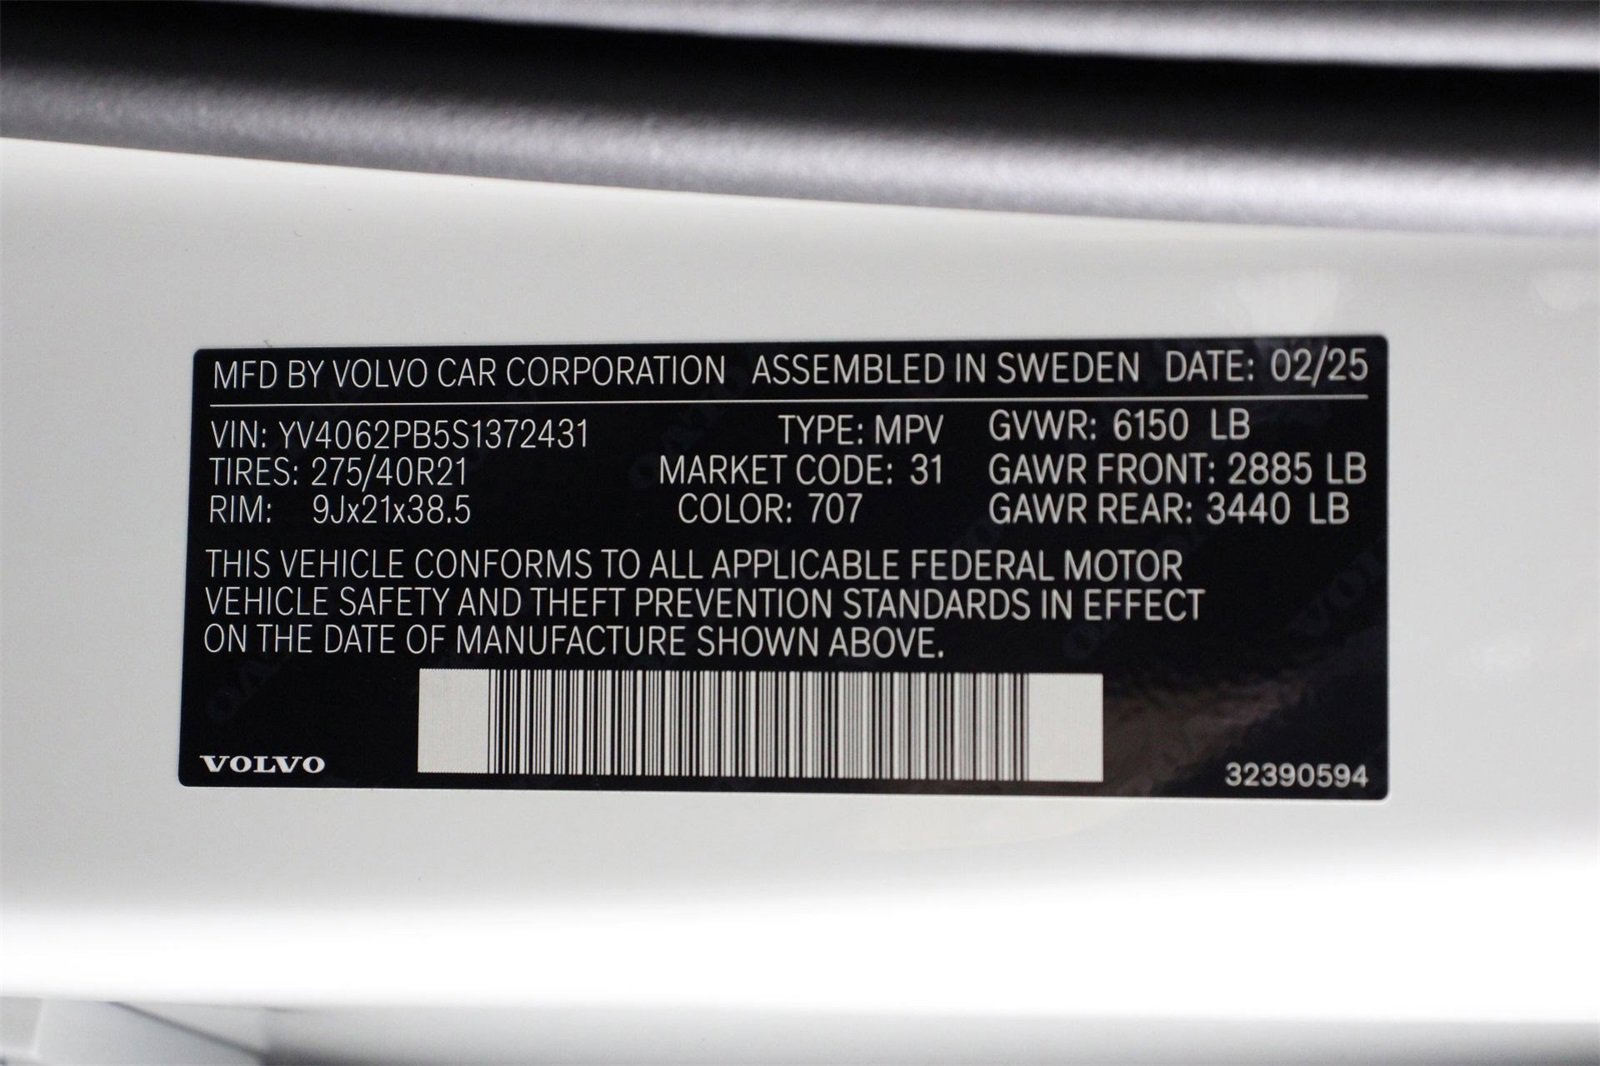 MFD BY VOLVO CAR CORPORATION ASSEMBLED IN SWEDEN DATE: 02/25
VIN: YV4062PB5S1372431 TYPE: MPV GVWR: 6150 LB
TIRES: 275/40R21 MARKET CODE: 31 GAWR FRONT: 2885 LB
RIM: 9Jx21x38.5 COLOR: 707 GAWR REAR: 3440 LB
THIS VEHICLE CONFORMS TO ALL APPLICABLE FEDERAL MOTOR
VEHICLE SAFETY AND THEFT PREVENTION STANDARDS IN EFFECT
ON THE DATE OF MANUFACTURE SHOWN ABOVE.
VOLVO 32390594